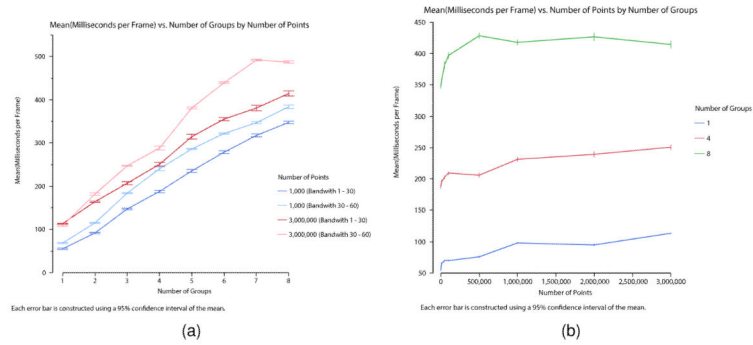 Mean(Milliseconds per Frame) vs. Number of Groups by Number of Points
Mean(Milliseconds per Frame)
500
400
300
200
100
0
1 2 3 4 5 6 7 8
Number of Groups
Number of Points
1,000 (Bandwith 1 - 30)
1,000 (Bandwith 30 - 60)
3,000,000 (Bandwith 1 - 30)
3,000,000 (Bandwith 30 - 60)
Each error bar is constructed using a 95% confidence interval of the mean.
(a)
Mean(Milliseconds per Frame) vs. Number of Points by Number of Groups
Mean(Milliseconds per Frame)
450
400
350
300
250
200
150
100
50
0 500,000 1,000,000 1,500,000 2,000,000 2,500,000 3,000,000
Number of Points
Number of Groups
1
4
8
Each error bar is constructed using a 95% confidence interval of the mean.
(b)